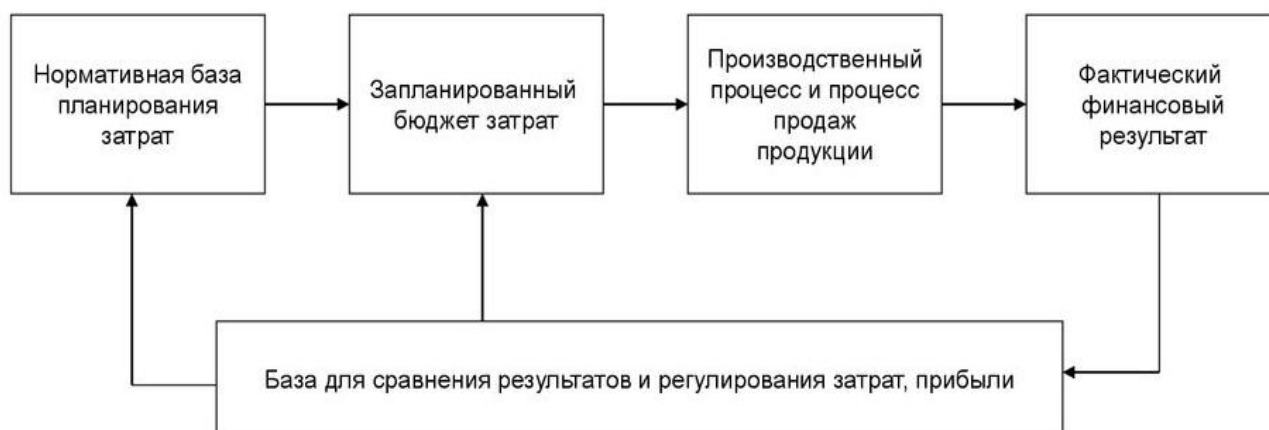 Нормативная база
планирования
затрат
Запланированный
бюджет затрат
Производственный
процесс и процесс
продаж
продукции
Фактический
финансовый
результат
База для сравнения результатов и регулирования затрат, прибыли